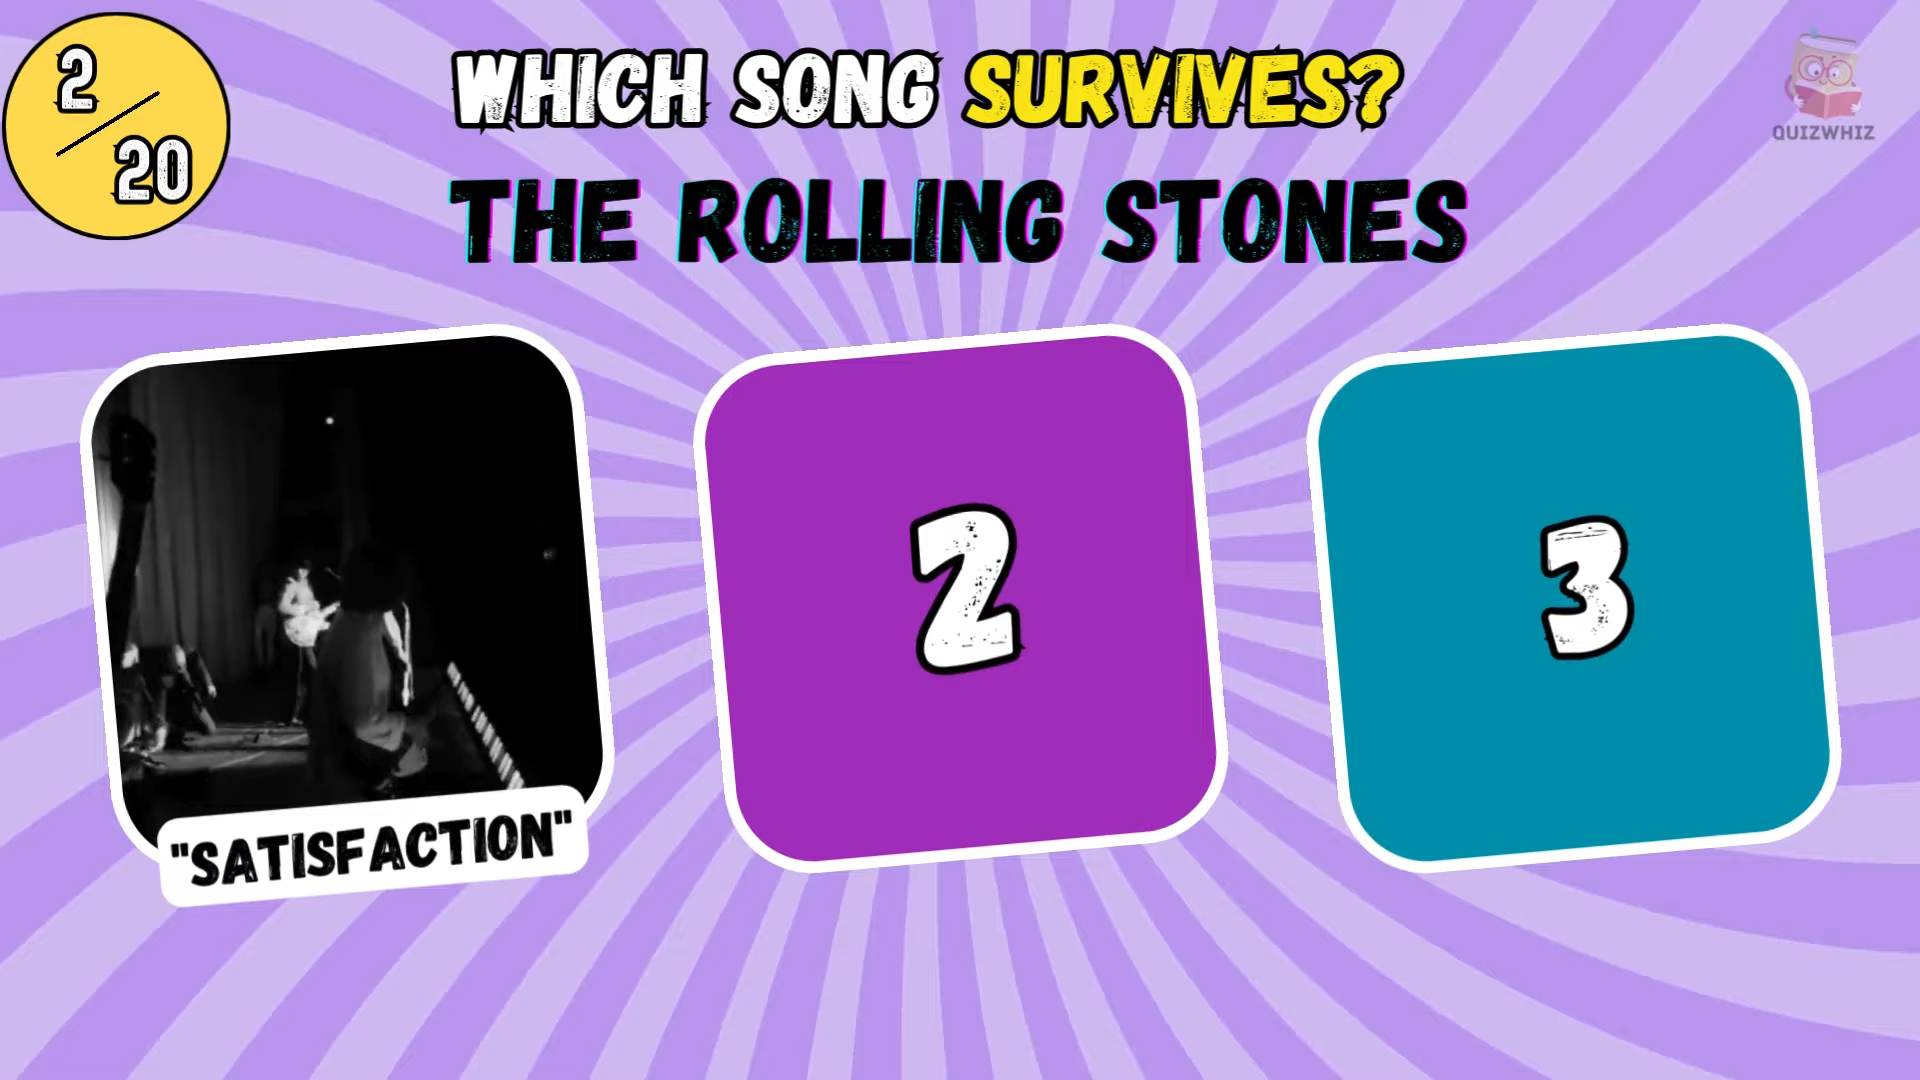 2
20
WHICH SONG SURVIVES?
QUIZWHIZ
THE ROLLING STONES
2
3
"SATISFACTION"